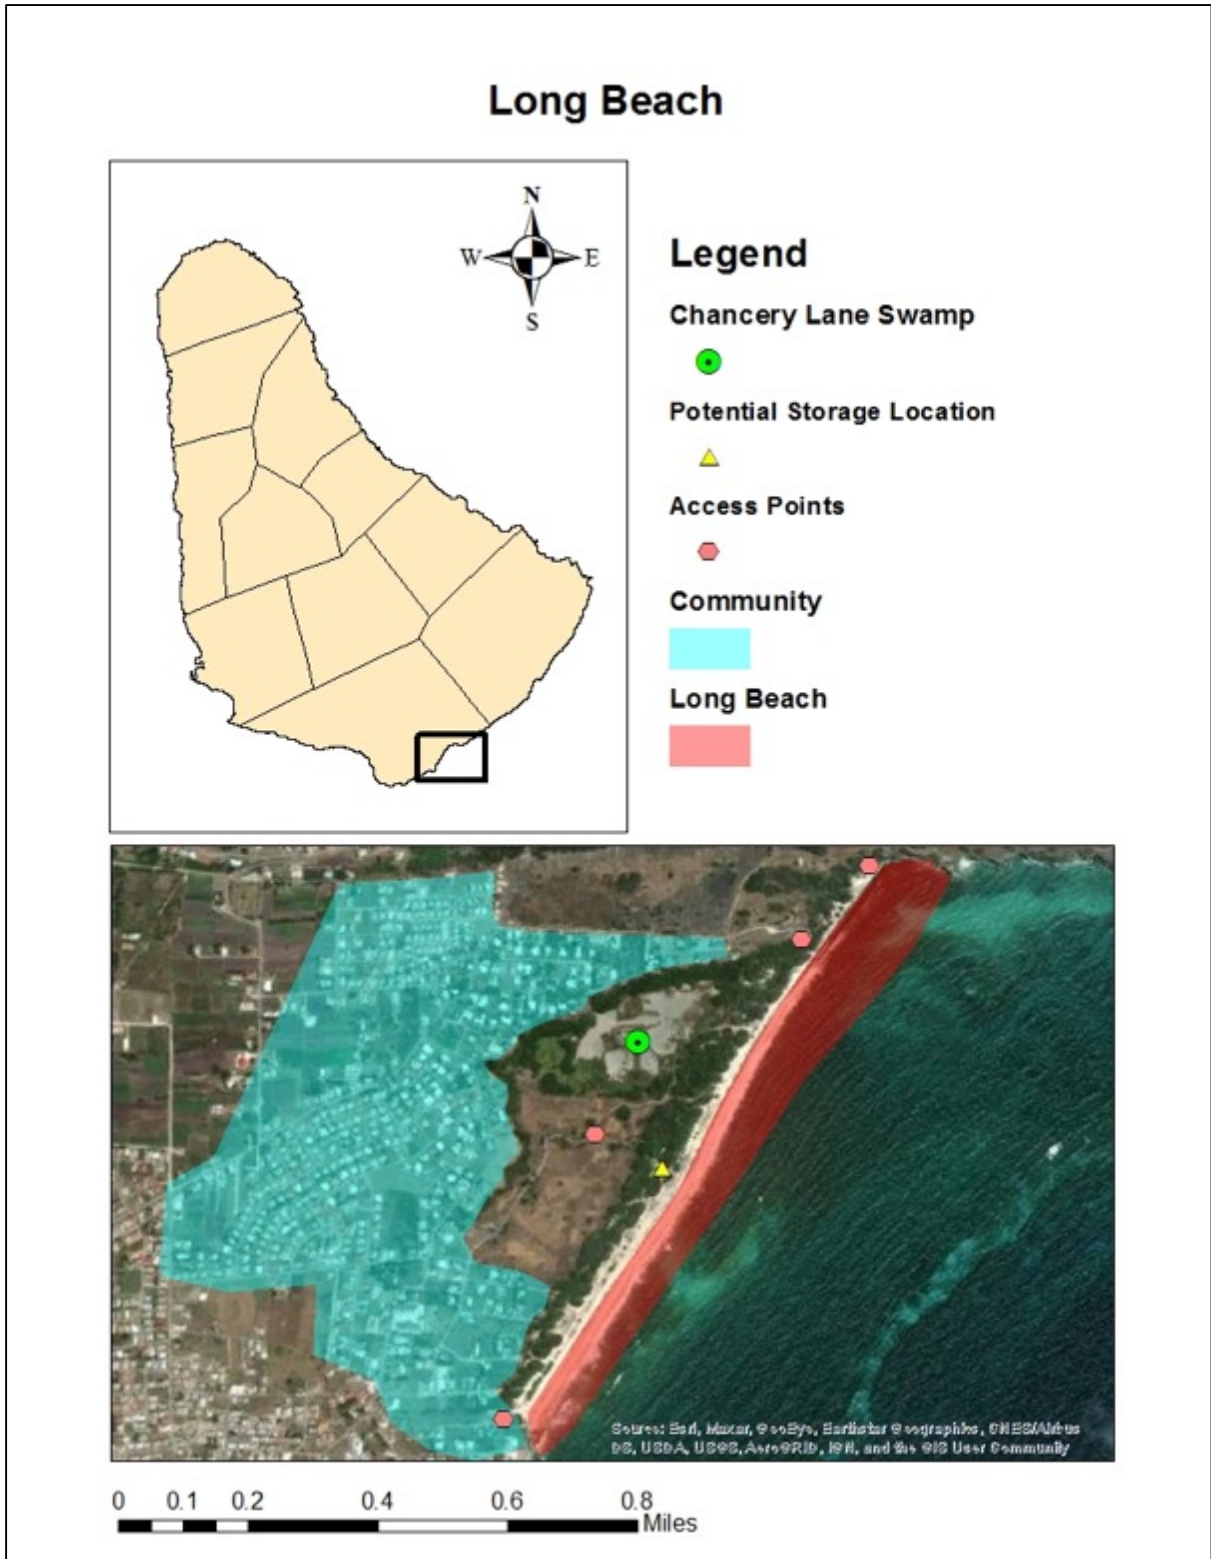 Long Beach
N
W E
S
Legend
Chancery Lane Swamp
Potential Storage Location
Access Points
Community
Long Beach
Source: Esri, Maxar, GeoEye, Earthstar Geographics, CNES/Airbus
DS, USDA, USGS, AeroGRID, IGN, and the GIS User Community
0 0.1 0.2 0.4 0.6 0.8
Miles